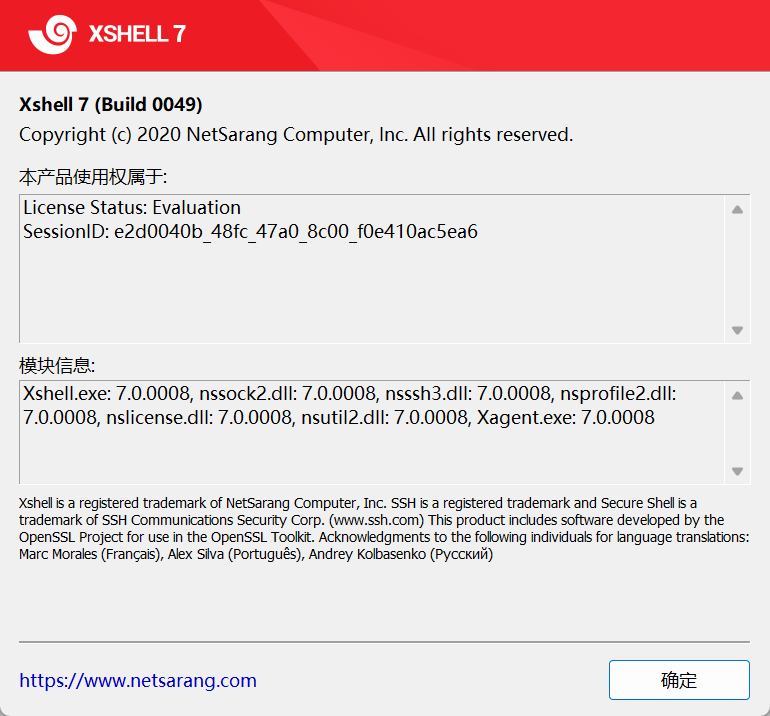 XSHELL 7
Xshell 7 (Build 0049)
Copyright (c) 2020 NetSarang Computer, Inc. All rights reserved.
本产品使用权属于:
License Status: Evaluation
SessionID: e2d0040b_48fc_47a0_8c00_f0e410ac5ea6
模块信息:
Xshell.exe: 7.0.0008, nssock2.dll: 7.0.0008, nsssh3.dll: 7.0.0008, nsprofile2.dll:
7.0.0008, nslicense.dll: 7.0.0008, nsutil2.dll: 7.0.0008, Xagent.exe: 7.0.0008
Xshell is a registered trademark of NetSarang Computer, Inc. SSH is a registered trademark and Secure Shell is a
trademark of SSH Communications Security Corp. (www.ssh.com) This product includes software developed by the
OpenSSL Project for use in the OpenSSL Toolkit. Acknowledgments to the following individuals for language translations:
Marc Morales (Français), Alex Silva (Português), Andrey Kolbasenko (Русский)
https://www.netsarang.com
确定